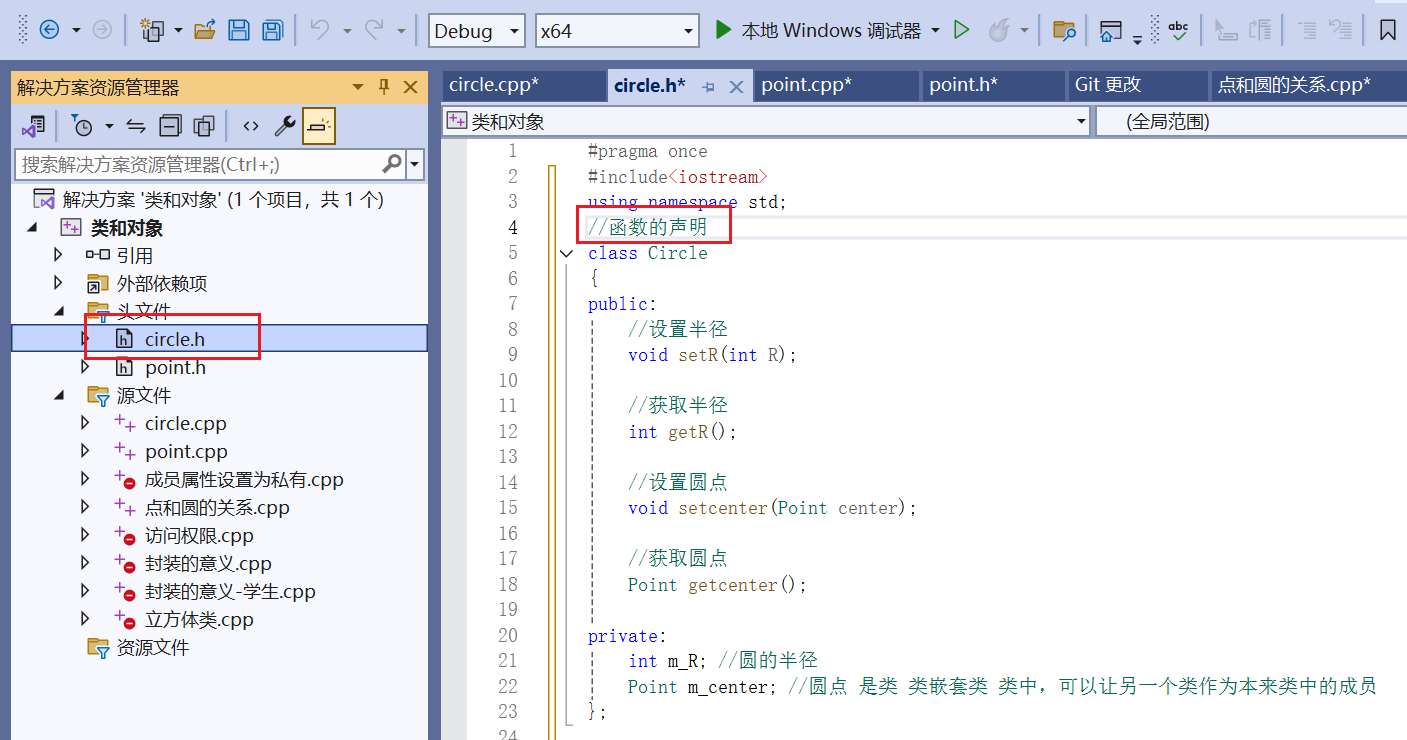 Debug x64 本地 Windows 调试器 abc
解决方案资源管理器
circle.cpp* circle.h* point.cpp* point.h* Git 更改 点和圆的关系.cpp*
类和对象 (全局范围)
搜索解决方案资源管理器(Ctrl+;)
解决方案 '类和对象' (1 个项目，共 1 个)
类和对象
引用
外部依赖项
头文件
circle.h
point.h
源文件
circle.cpp
point.cpp
成员属性设置为私有.cpp
点和圆的关系.cpp
访问权限.cpp
封装的意义.cpp
封装的意义-学生.cpp
立方体类.cpp
资源文件
1 #pragma once
2 #include<iostream>
3 using namespace std;
4 //函数的声明
5 class Circle
6 {
7 public:
8 //设置半径
9 void setR(int R);
10
11 //获取半径
12 int getR();
13
14 //设置圆点
15 void setcenter(Point center);
16
17 //获取圆点
18 Point getcenter();
19
20 private:
21 int m_R; //圆的半径
22 Point m_center; //圆点 是类 类嵌套类 类中，可以让另一个类作为本来类中的成员
23 };
24